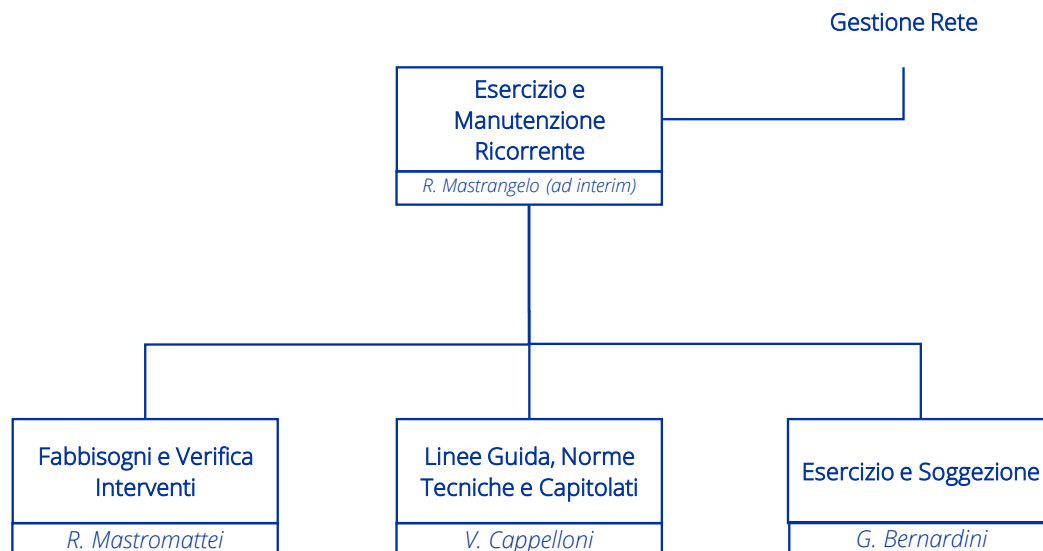 Gestione Rete
Esercizio e
Manutenzione
Ricorrente
R. Mastrangelo (ad interim)
Fabbisogni e Verifica
Interventi
R. Mastromattei
Linee Guida, Norme
Tecniche e Capitolati
V. Cappelloni
Esercizio e Soggezione
G. Bernardini